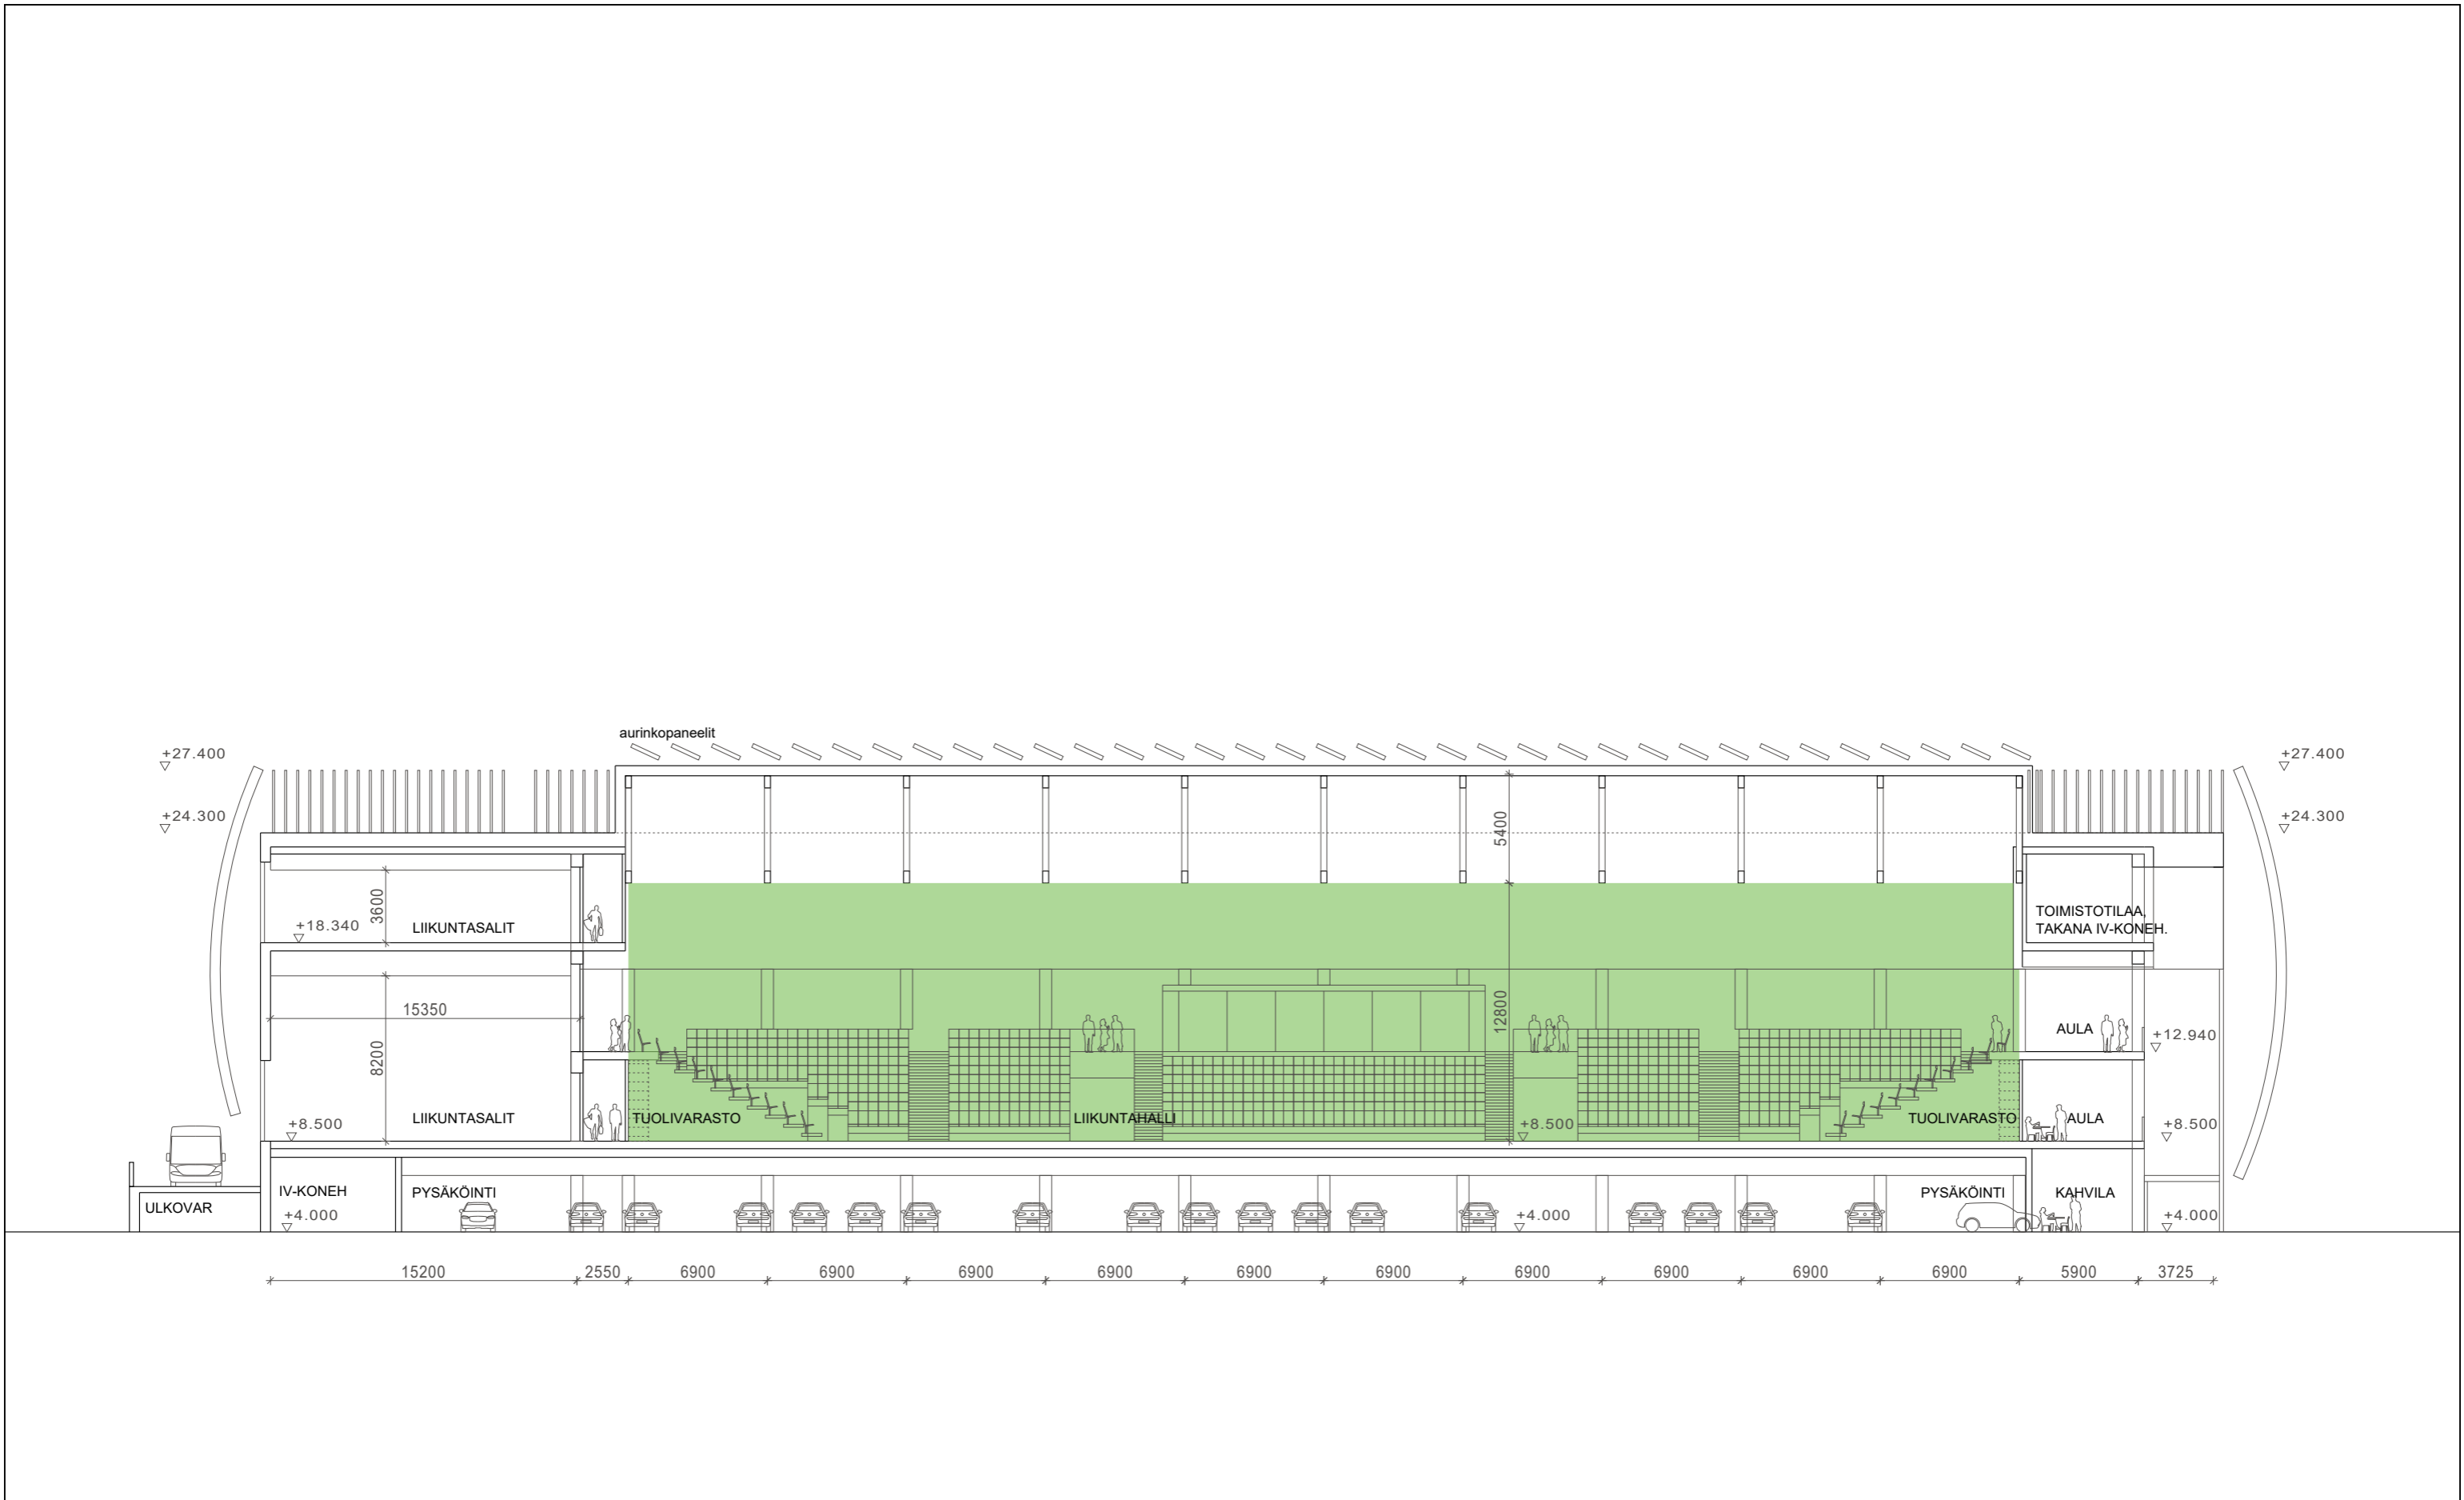 aurinkopaneelit
+27.400
+27.400
+24.300
+24.300
5400
3600
+18.340
LIIKUNTASALIT
TOIMISTOTILAA,
TAKANA IV-KONEH.
15350
12800
8200
AULA
+12.940
+8.500
LIIKUNTASALIT
TUOLIVARASTO
LIIKUNTAHALLI
+8.500
TUOLIVARASTO
AULA
+8.500
ULKOVAR
IV-KONEH
+4.000
PYSÄKÖINTI
+4.000
PYSÄKÖINTI
KAHVILA
+4.000
15200 2550 6900 6900 6900 6900 6900 6900 6900 6900 6900 6900 5900 3725